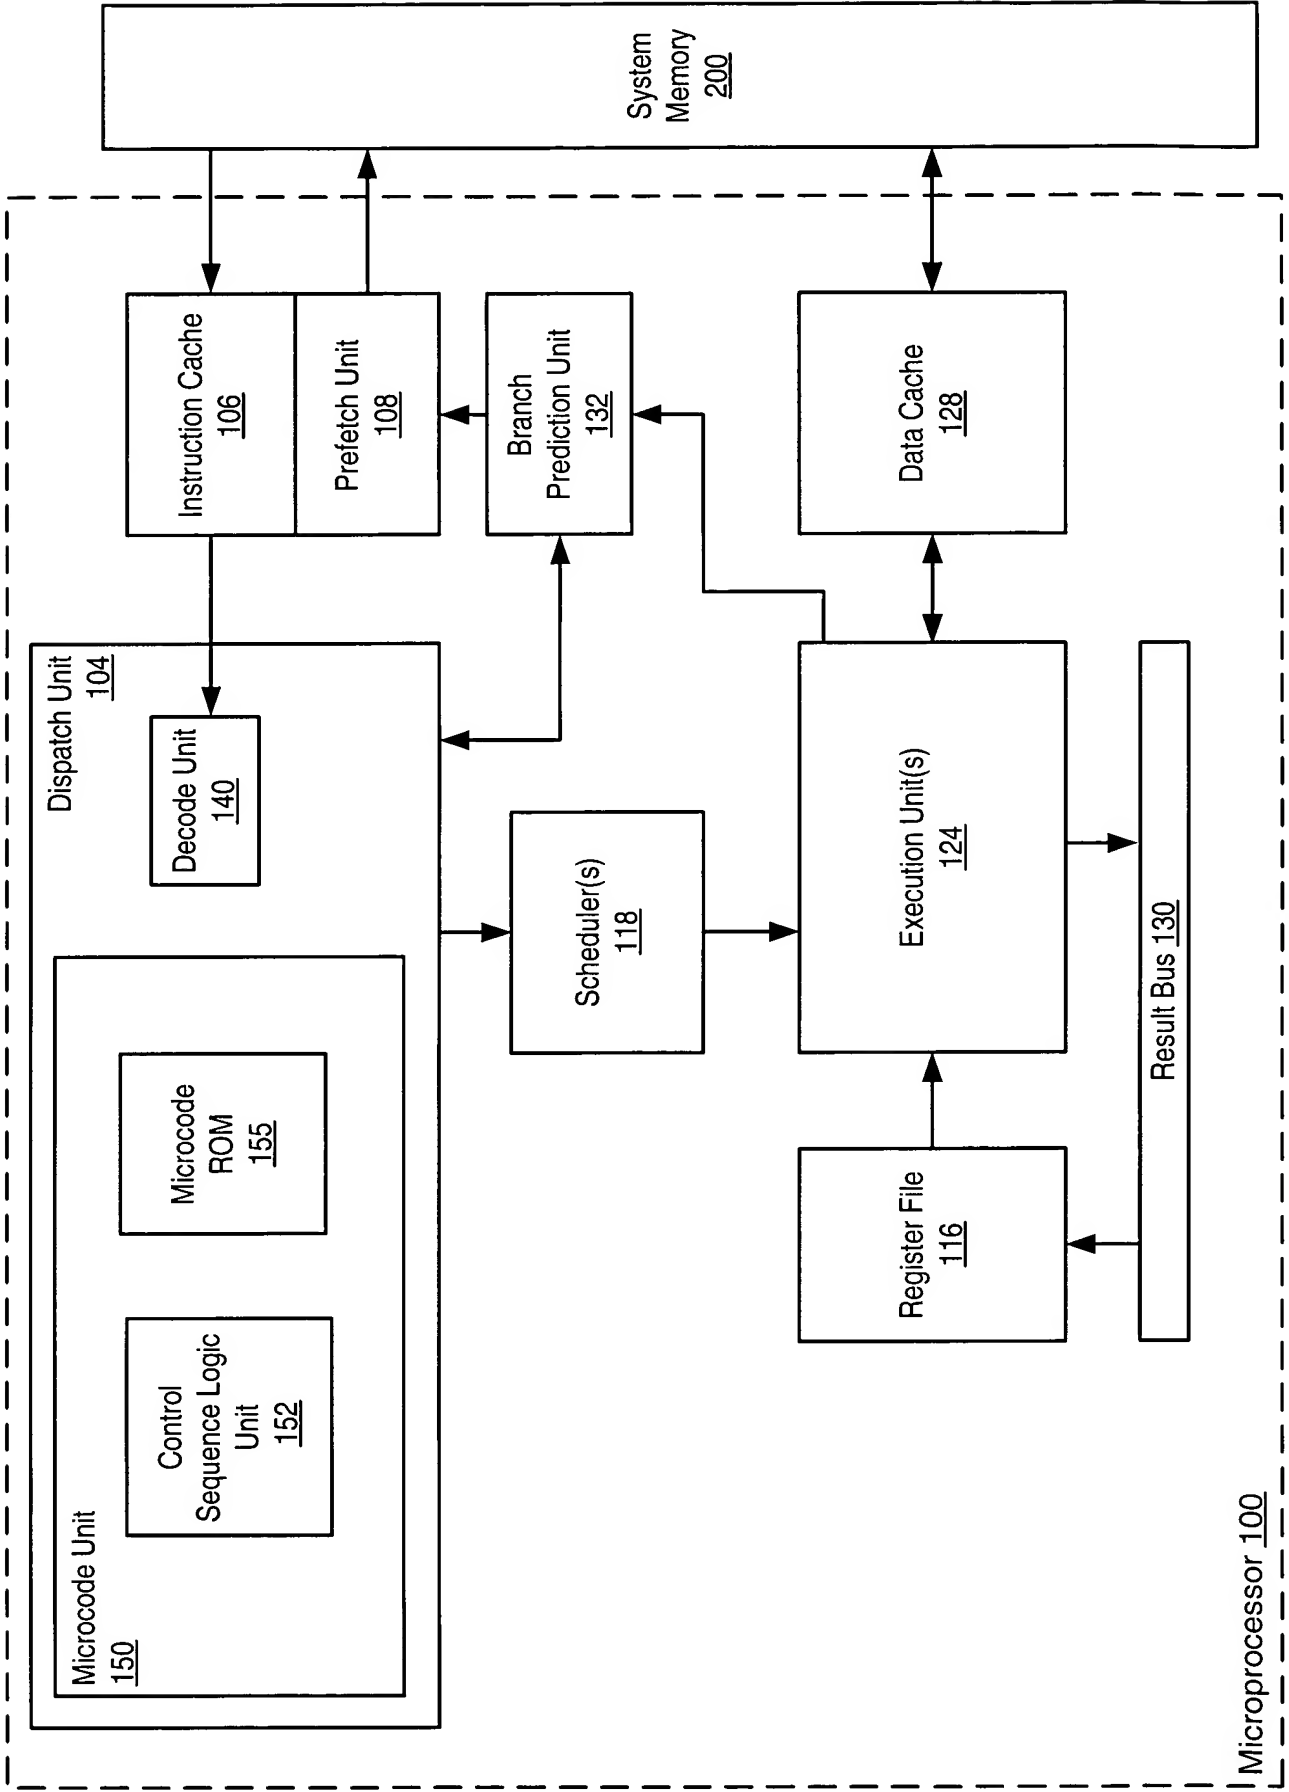 Microcode Unit
150
Control
Sequence Logic
Unit
152
Microcode
ROM
155
Dispatch Unit
104
Decode Unit
140
Instruction Cache
106
Prefetch Unit
108
System
Memory
200
Branch
Prediction Unit
132
Scheduler(s)
118
Register File
116
Execution Unit(s)
124
Data Cache
128
Result Bus 130
Microprocessor 100